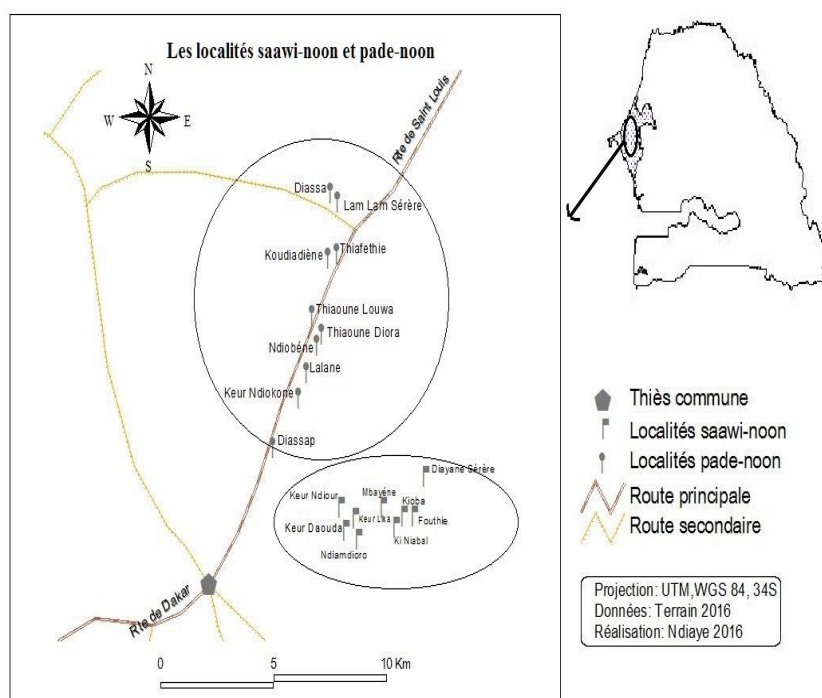 Les localités saawi-noon et pade-noon
N
W
E
S
Rte de Saint Louis
Diassa
Lam Lam Sérère
Koudiadiène
Thiafethie
Thiaoune Louwa
Thiaoune Diora
Ndiobéne
Lalane
Keur Ndiokone
Diassap
Diayane Sérère
Keur Ndiour
Mbayéne
Kioba
Keur Lika
Fouthie
Keur Daouda
Ki Niabal
Ndiamdioro
Rte de Dakar
0
5
10 Km
Thiès commune
Localités saawi-noon
Localités pade-noon
Route principale
Route secondaire
Projection: UTM,WGS 84, 34S
Données: Terrain 2016
Réalisation: Ndiaye 2016